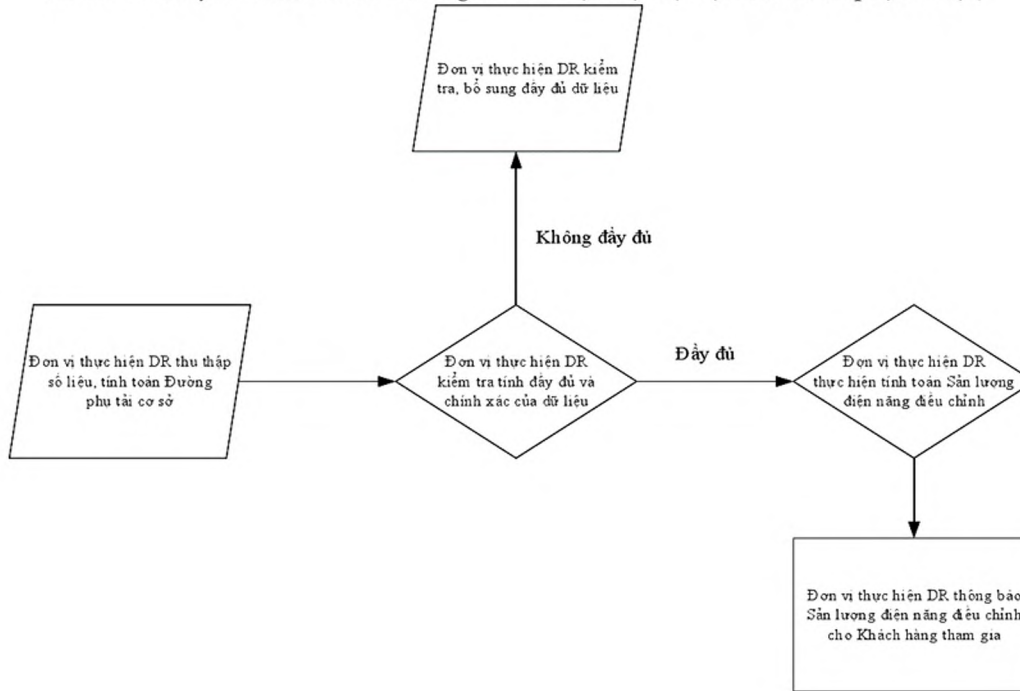 Đơn vị thực hiện DR kiểm
tra, bổ sung đầy đủ dữ liệu
Không đầy đủ
Đơn vị thực hiện DR thu thập
số liệu, tính toán Đường
phụ tải cơ sở
Đơn vị thực hiện DR
kiểm tra tính đầy đủ và
chính xác của dữ liệu
Đầy đủ
Đơn vị thực hiện DR
thực hiện tính toán Sản lượng
điện năng điều chỉnh
Đơn vị thực hiện DR thông báo
Sản lượng điện năng điều chỉnh
cho Khách hàng tham gia